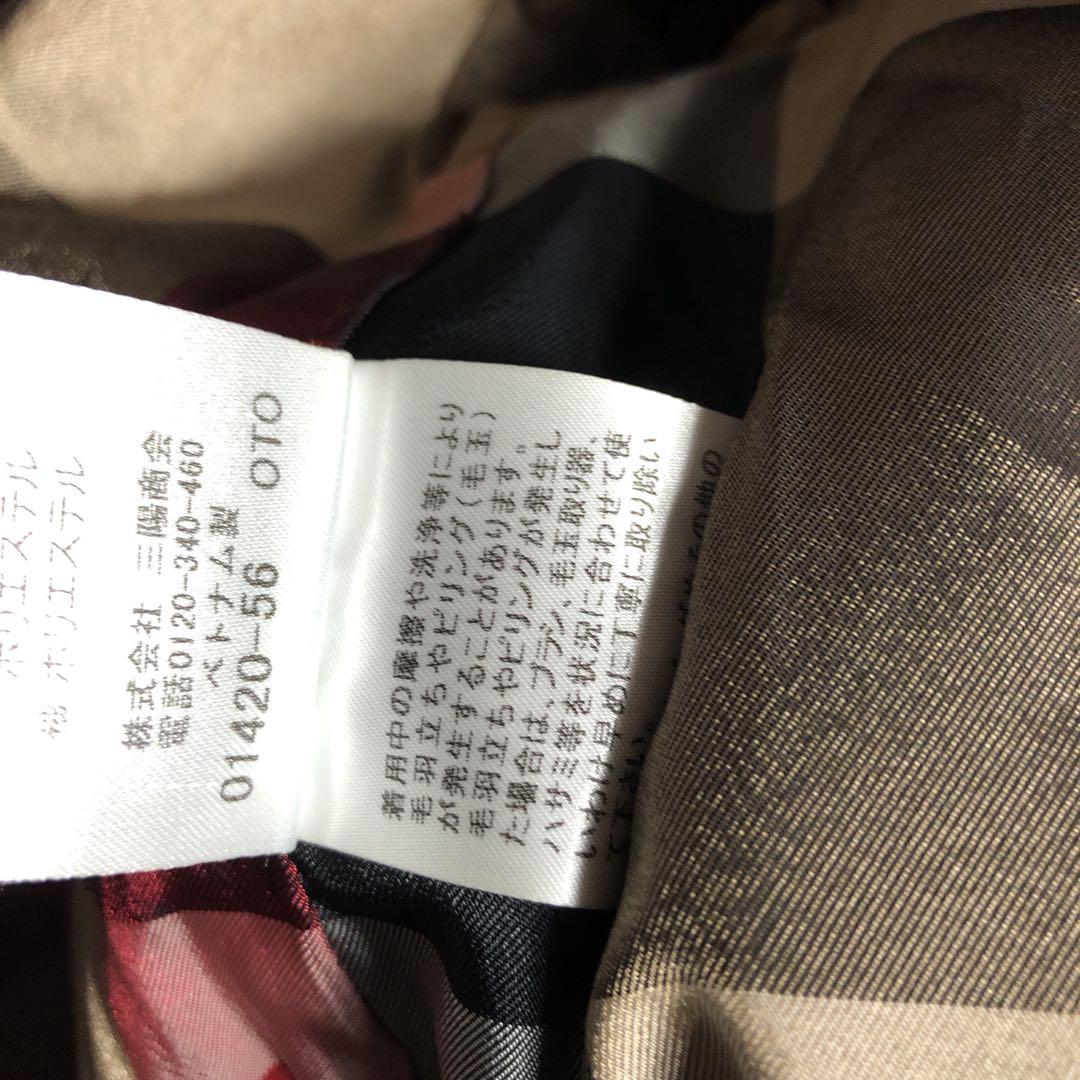 ポリエステル
ポリエステル
株式会社 三陽商会
電話0120-340-460
ベトナム製
01420-56 OTO
着用中の摩擦や洗浄等により
毛羽立ちやピリング(毛玉)
が発生することがあります。
毛羽立ちやピリングが発生し
た場合は、ブラシ、毛玉取り器、
ハサミ等を状況に合わせて使
い
早めに丁寧に取り除い
て下さい。
その他の